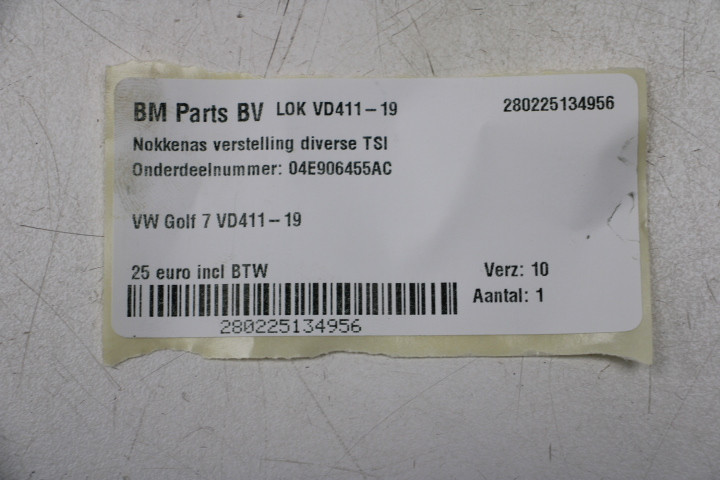 BM Parts BV LOK VD411-19 280225134956
Nokkenas verstelling diverse TSI
Onderdeelnummer: 04E906455AC
VW Golf 7 VD411-19
25 euro incl BTW Verz: 10
Aantal: 1
280225134956